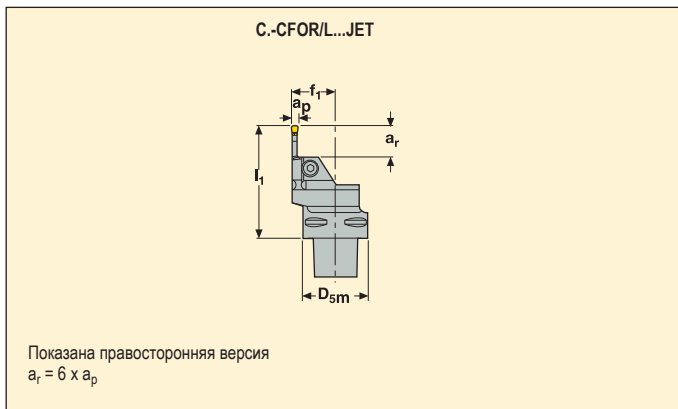 C.-CFOR/L...JET
f₁
aₚ
aᵣ
l₁
D₅ₘ
Показана правосторонняя версия
aᵣ = 6 x aₚ